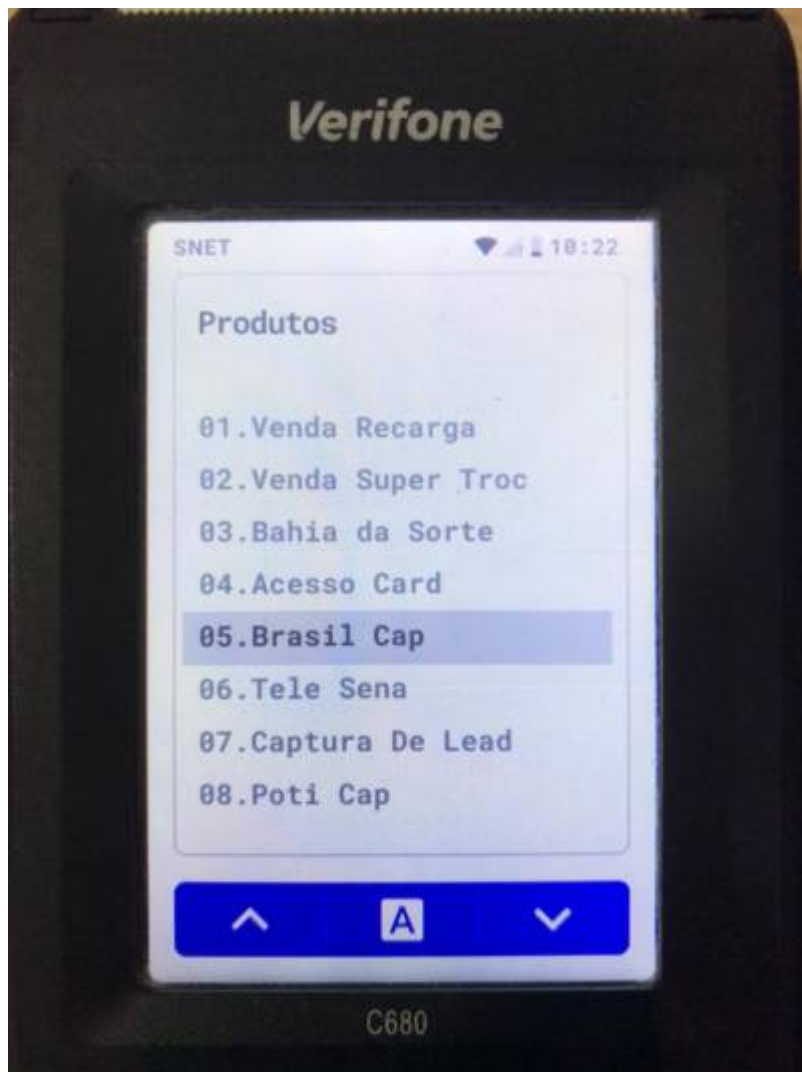 Verifone
SNET 10:22
Produtos
01.Venda Recarga
02.Venda Super Troc
03.Bahia da Sorte
04.Acesso Card
05.Brasil Cap
06.Tele Sena
07.Captura De Lead
08.Poti Cap
A
C680